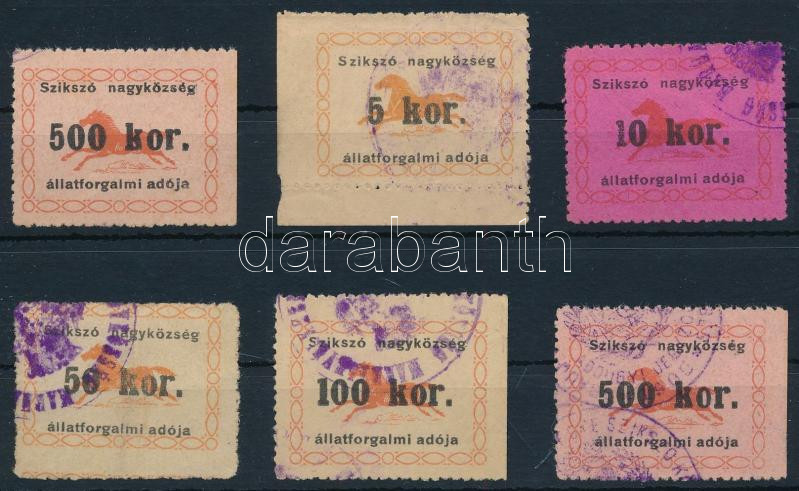 Szikszó nagyközség
500 kor.
állatforgalmi adója
Szikszó nagyközség
5 kor.
állatforgalmi adója
Szikszó nagyközség
10 kor.
állatforgalmi adója
darabanth
Szikszó nagyközség
50 kor.
állatforgalmi adója
Szikszó nagyközség
100 kor.
állatforgalmi adója
Szikszó nagyközség
500 kor.
állatforgalmi adója